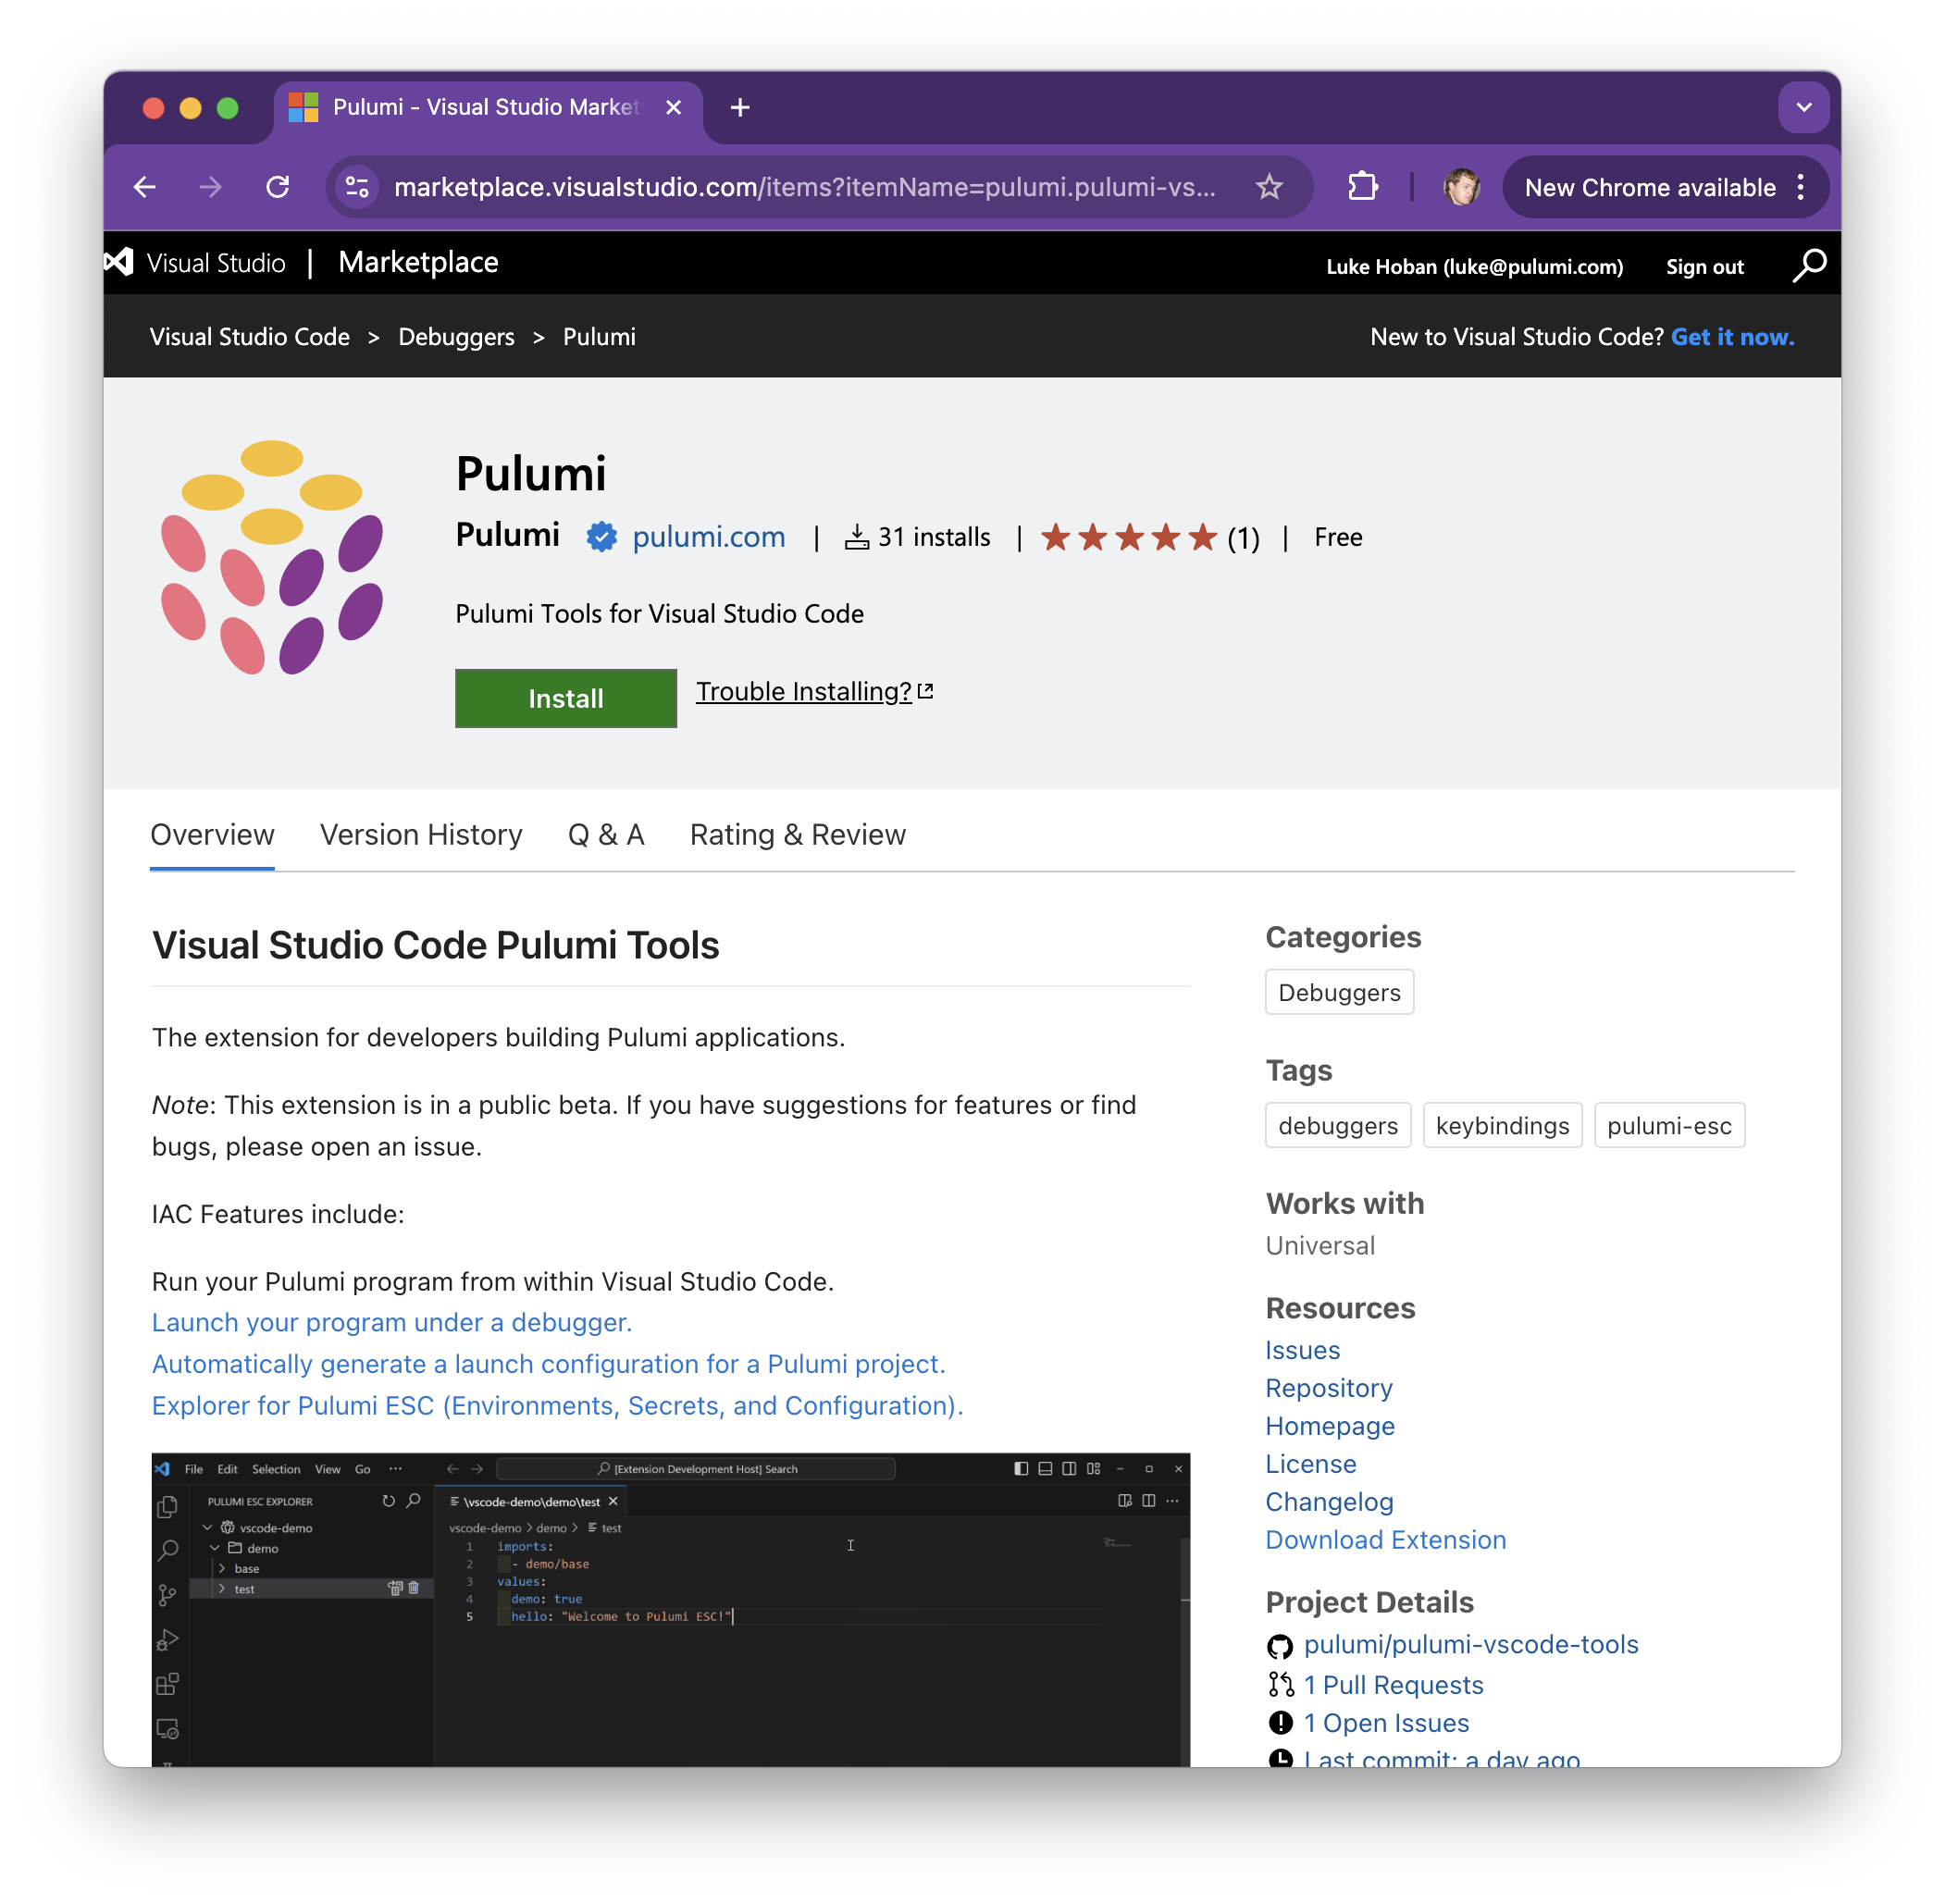 Pulumi - Visual Studio Market
marketplace.visualstudio.com/items?itemName=pulumi.pulumi-vs...
New Chrome available
Visual Studio | Marketplace
Luke Hoban (luke@pulumi.com) Sign out
Visual Studio Code > Debuggers > Pulumi
New to Visual Studio Code? Get it now.
Pulumi
Pulumi pulumi.com | 31 installs | (1) | Free
Pulumi Tools for Visual Studio Code
Install Trouble Installing?
Overview Version History Q & A Rating & Review
Visual Studio Code Pulumi Tools
The extension for developers building Pulumi applications.
Note: This extension is in a public beta. If you have suggestions for features or find
bugs, please open an issue.
IAC Features include:
Run your Pulumi program from within Visual Studio Code.
Launch your program under a debugger.
Automatically generate a launch configuration for a Pulumi project.
Explorer for Pulumi ESC (Environments, Secrets, and Configuration).
File Edit Selection View Go ···
[Extension Development Host] Search
PULUMI ESC EXPLORER
vscode-demo
demo
base
test
\vscode-demo\demo\test
vscode-demo > demo > test
1 imports:
2 - demo/base
3 values:
4 demo: true
5 hello: "Welcome to Pulumi ESC!"
Categories
Debuggers
Tags
debuggers keybindings pulumi-esc
Works with
Universal
Resources
Issues
Repository
Homepage
License
Changelog
Download Extension
Project Details
pulumi/pulumi-vscode-tools
1 Pull Requests
1 Open Issues
Last commit: a day ago